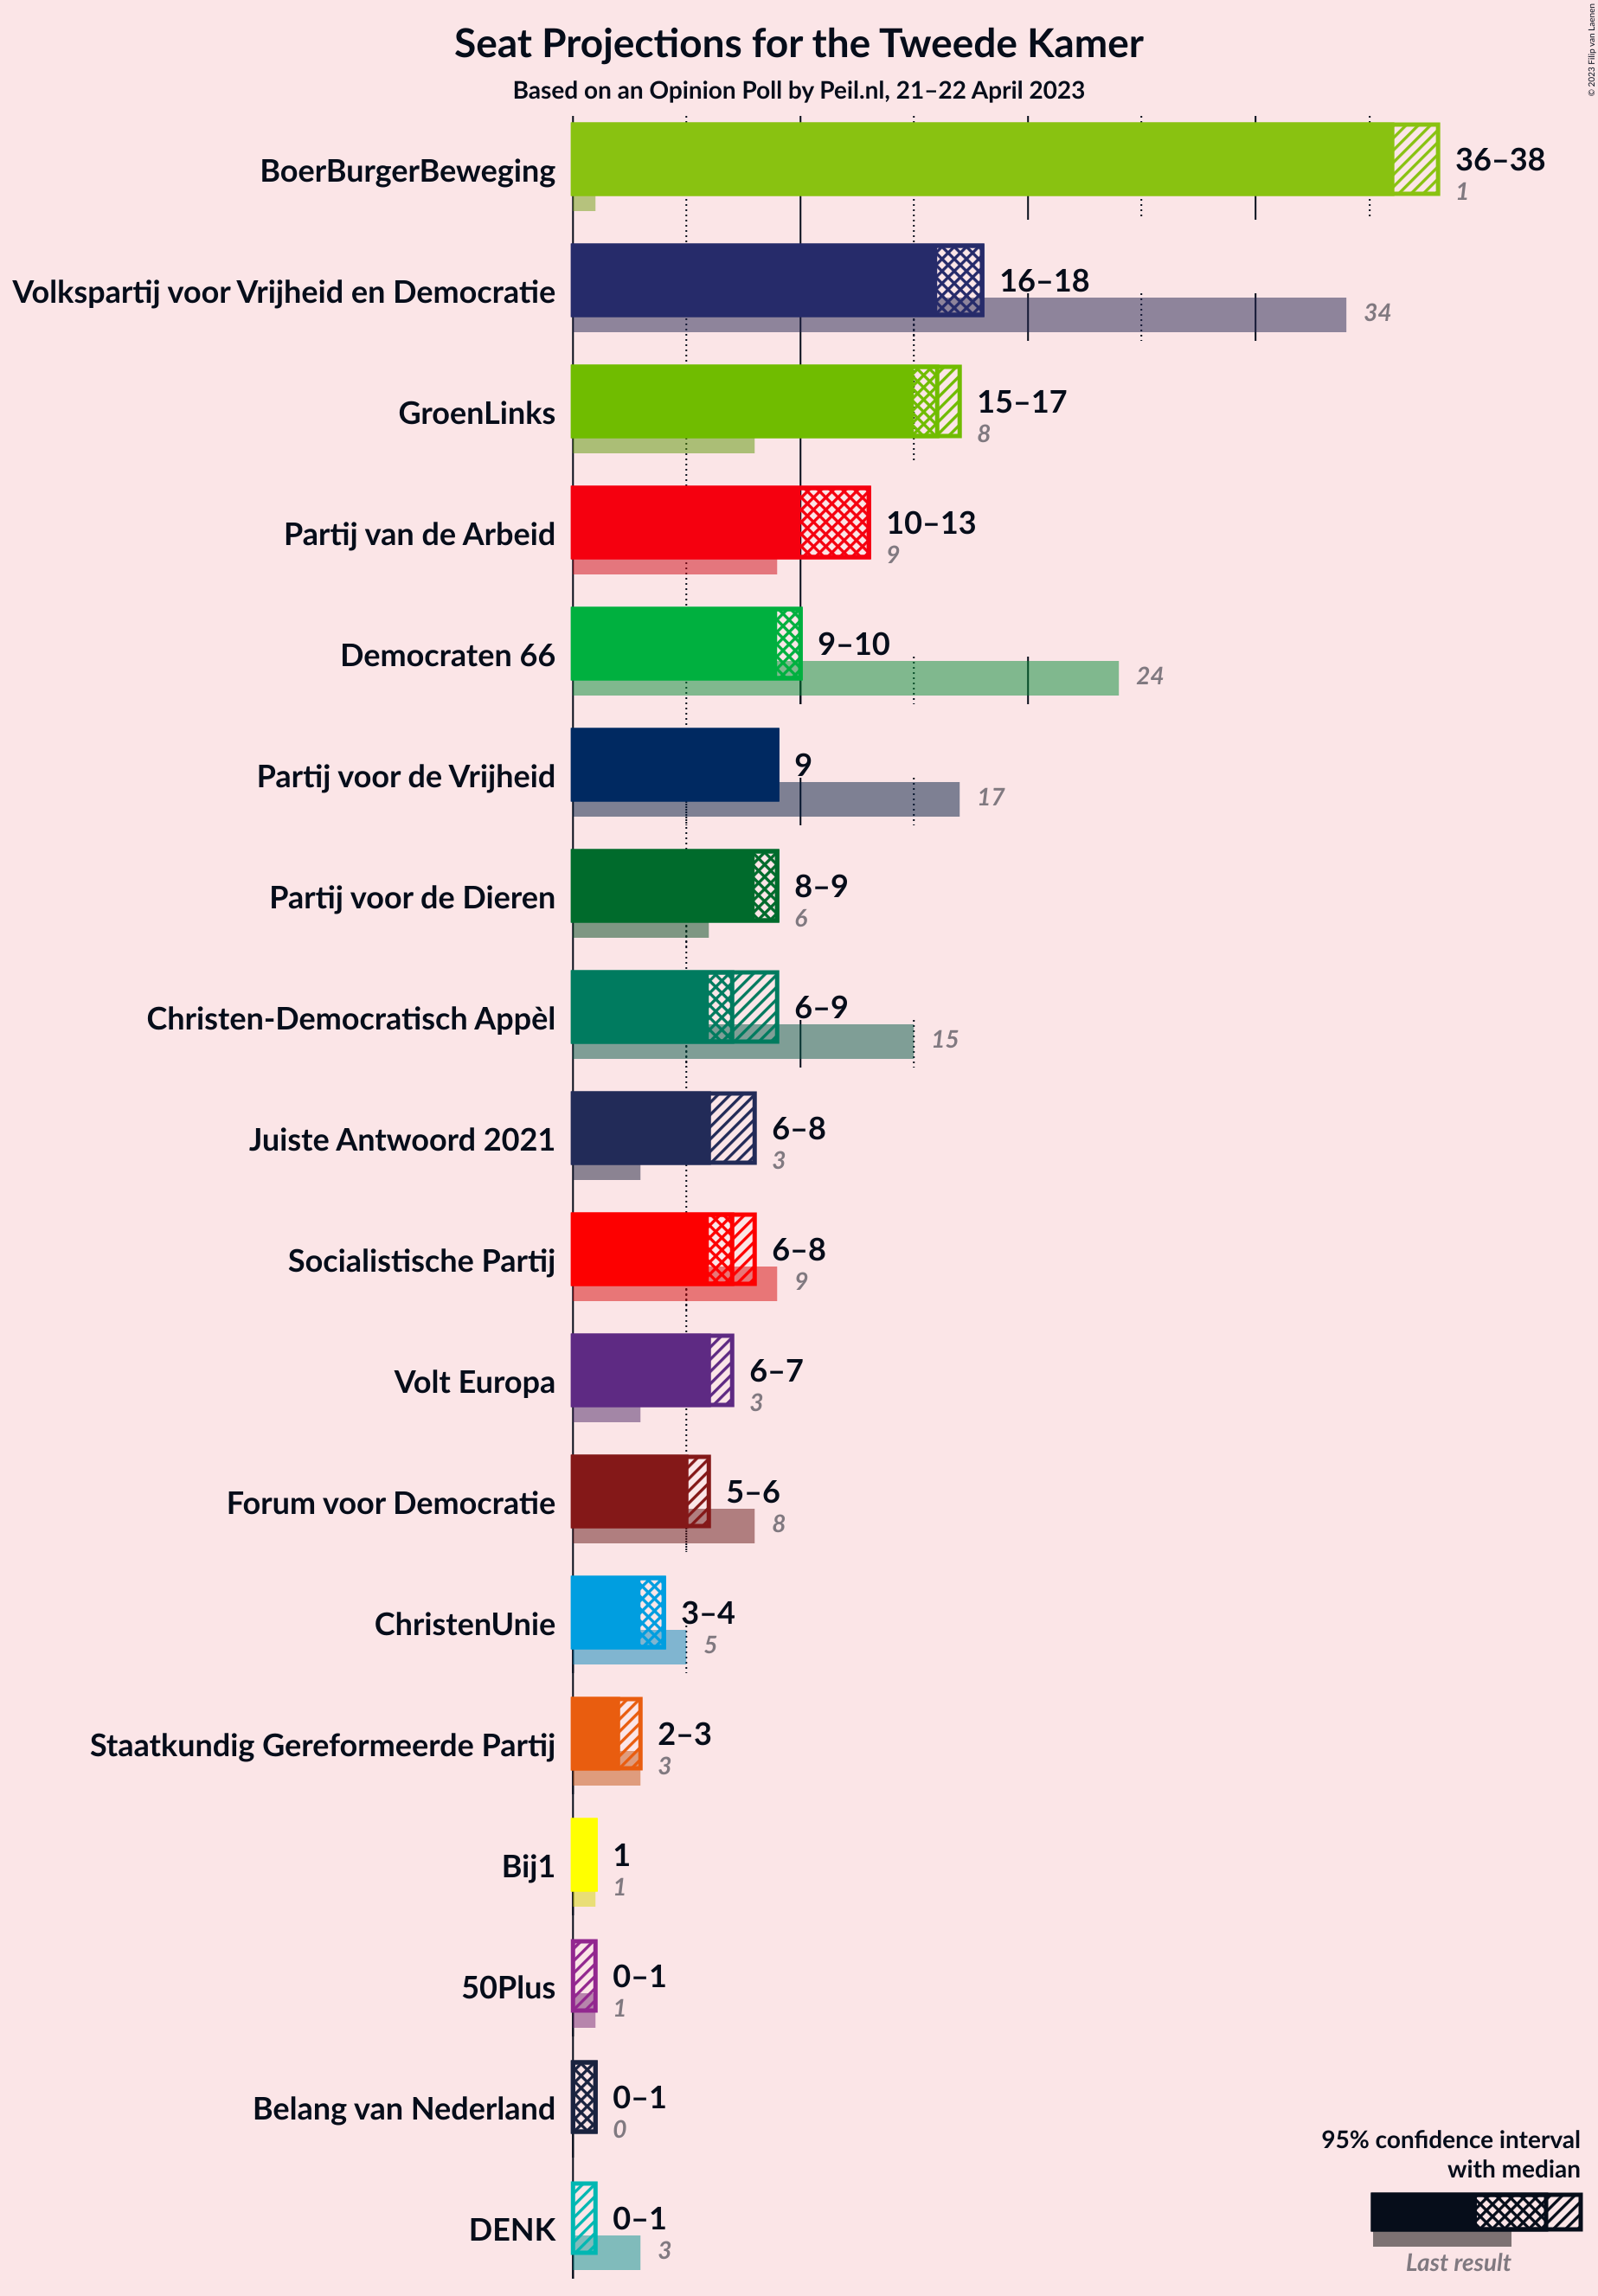 Seat Projections for the Tweede Kamer
Based on an Opinion Poll by Peil.nl, 21–22 April 2023
© 2023 Filip van Laenen
BoerBurgerBeweging
36–38
1
Volkspartij voor Vrijheid en Democratie
16–18
34
GroenLinks
15–17
8
Partij van de Arbeid
10–13
9
Democraten 66
9–10
24
Partij voor de Vrijheid
9
17
Partij voor de Dieren
8–9
6
Christen-Democratisch Appèl
6–9
15
Juiste Antwoord 2021
6–8
3
Socialistische Partij
6–8
9
Volt Europa
6–7
3
Forum voor Democratie
5–6
8
ChristenUnie
3–4
5
Staatkundig Gereformeerde Partij
2–3
3
Bij1
1
1
50Plus
0–1
1
Belang van Nederland
0–1
0
DENK
0–1
3
95% confidence interval
with median
Last result